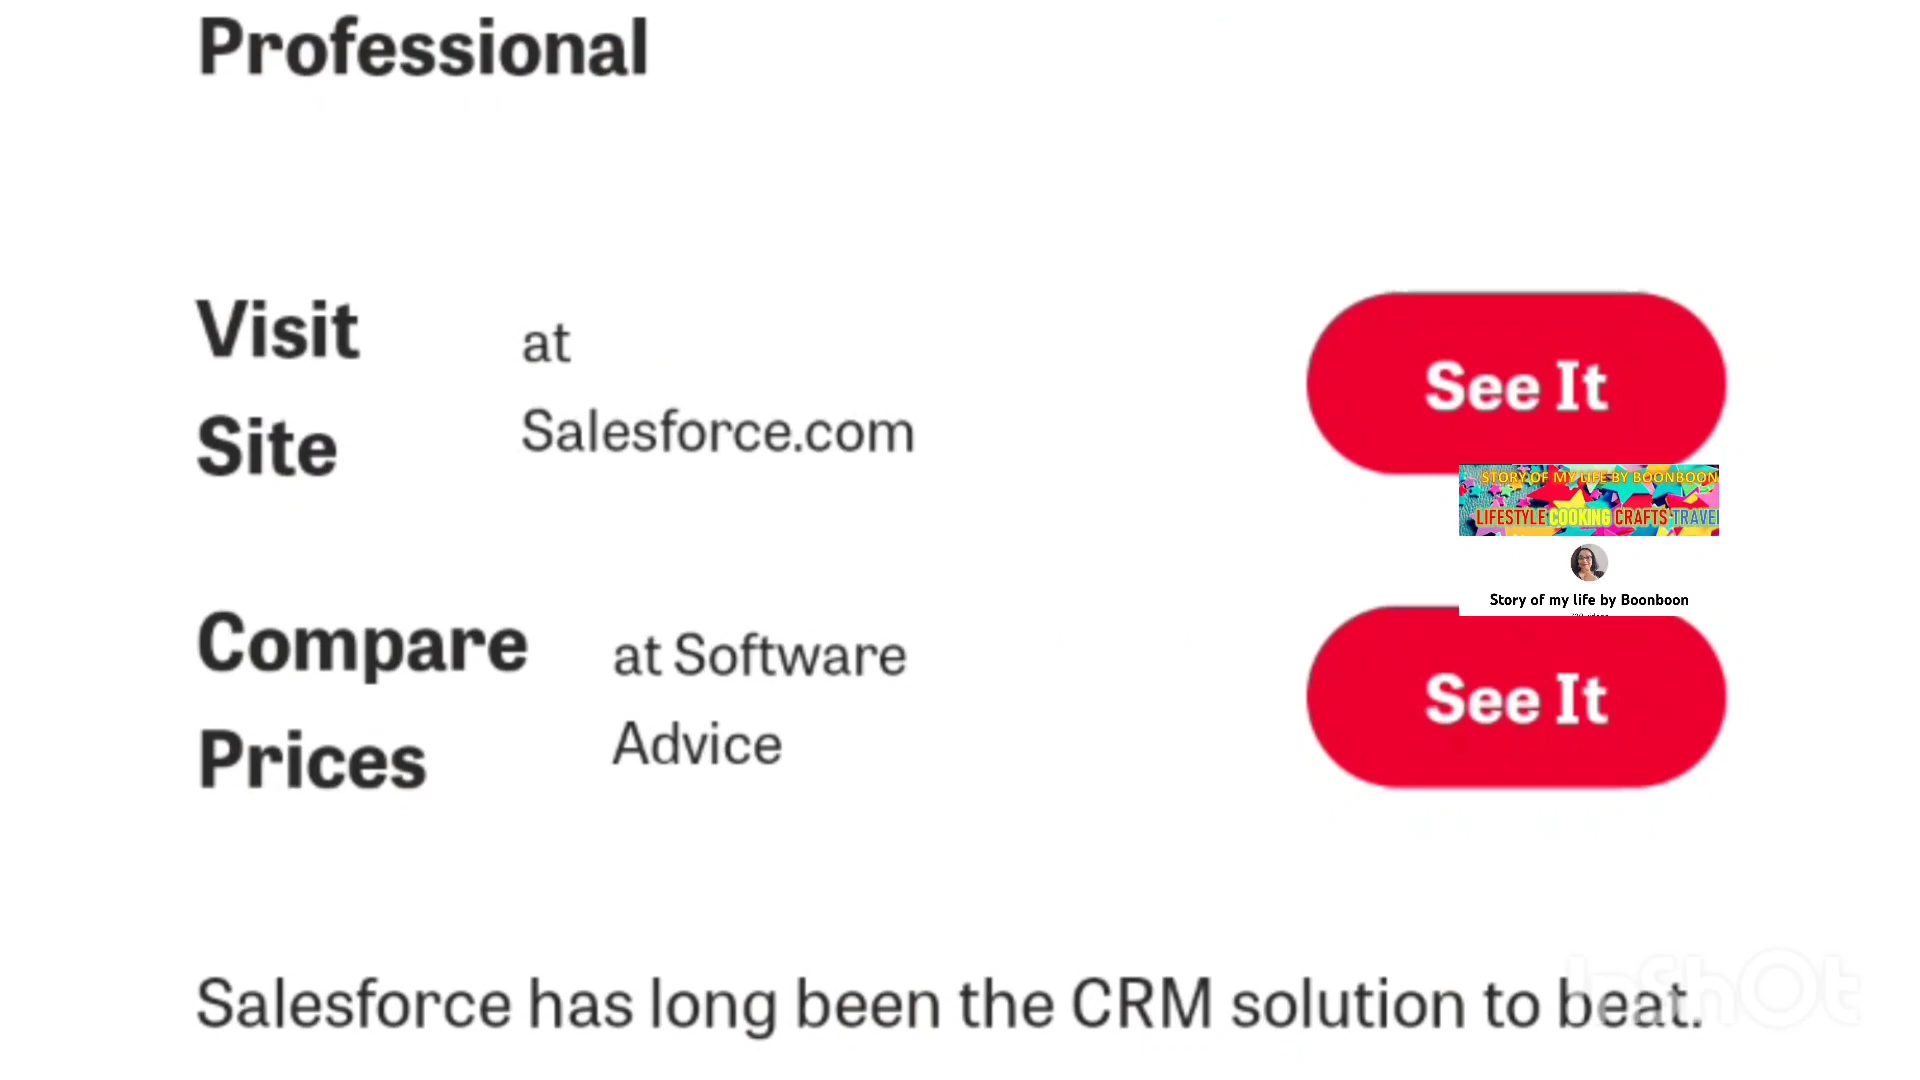 Professional
Visit
Site
at
Salesforce.com
See It
STORY OF MY LIFE BY BOONBOON
LIFESTYLE COOKING CRAFTS TRAVEL
Story of my life by Boonboon
Compare
Prices
at Software
Advice
See It
Salesforce has long been the CRM solution to beat.
InShOt